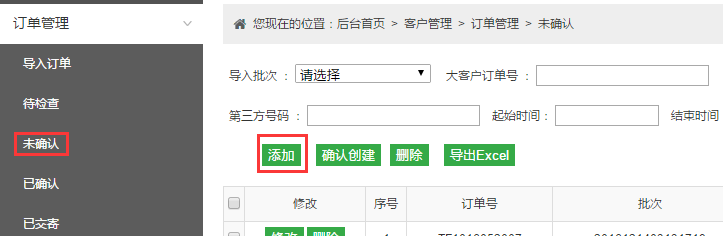 订单管理
导入订单
待检查
未确认
已确认
已交寄
您现在的位置：后台首页 > 客户管理 > 订单管理 > 未确认
导入批次 ： 请选择 大客户订单号 ：
第三方号码 ： 起始时间： 结束时间
添加 确认创建 删除 导出Excel
修改 序号 订单号 批次
修改 删除